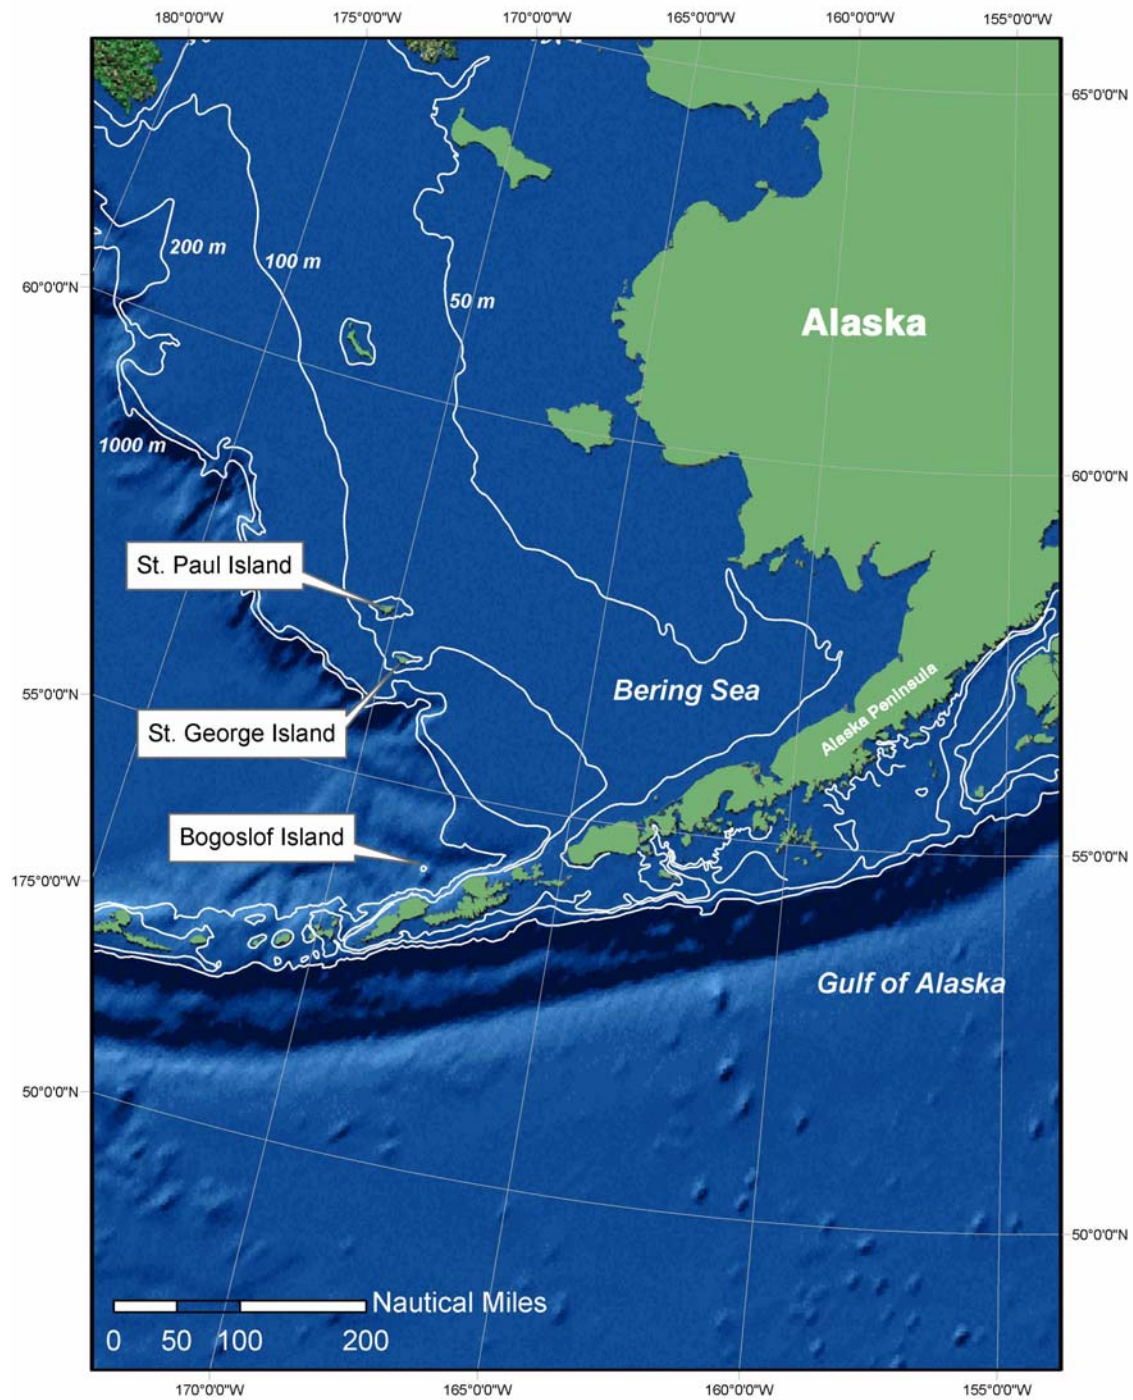 180°0'0"W 175°0'0"W 170°0'0"W 165°0'0"W 160°0'0"W 155°0'0"W
65°0'0"N
200 m
100 m
60°0'0"N
50 m
Alaska
1000 m
60°0'0"N
St. Paul Island
Bering Sea
55°0'0"N
Alaska Peninsula
St. George Island
Bogoslof Island
55°0'0"N
175°0'0"W
Gulf of Alaska
50°0'0"N
50°0'0"N
Nautical Miles
0 50 100 200
170°0'0"W 165°0'0"W 160°0'0"W 155°0'0"W